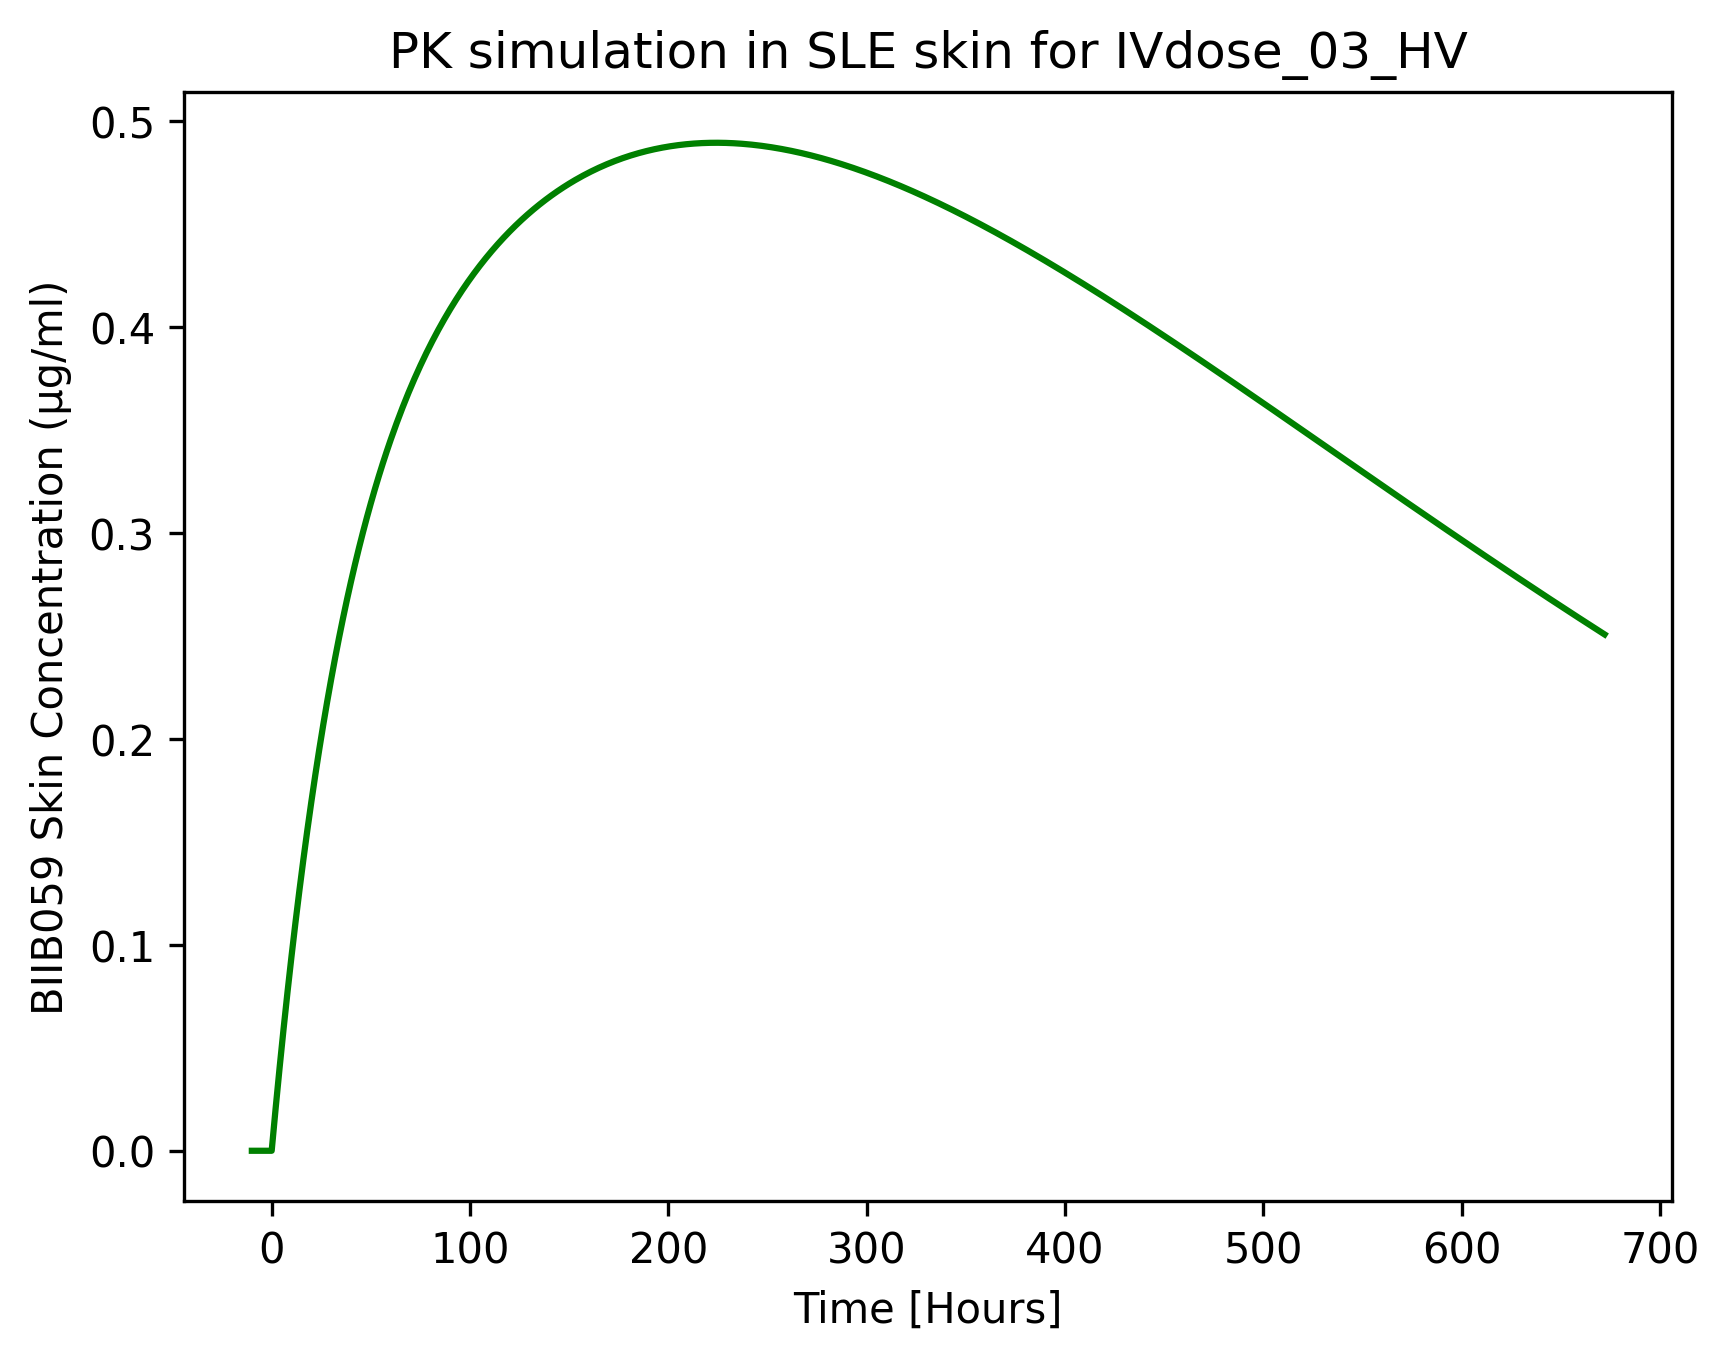 PK simulation in SLE skin for IVdose_03_HV
BIIB059 Skin Concentration (µg/ml)
0.5
0.4
0.3
0.2
0.1
0.0
0 100 200 300 400 500 600 700
Time [Hours]